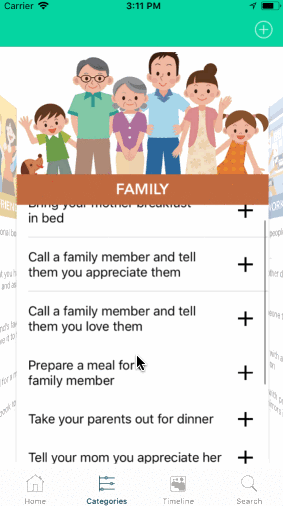 Carrier 3:11 PM
FAMILY
Bring your mother breakfast
in bed
Call a family member and tell
them you appreciate them
Call a family member and tell
them you love them
Prepare a meal for
family member
Take your parents out for dinner
Tell your mom you appreciate her
Home Categories Timeline Search